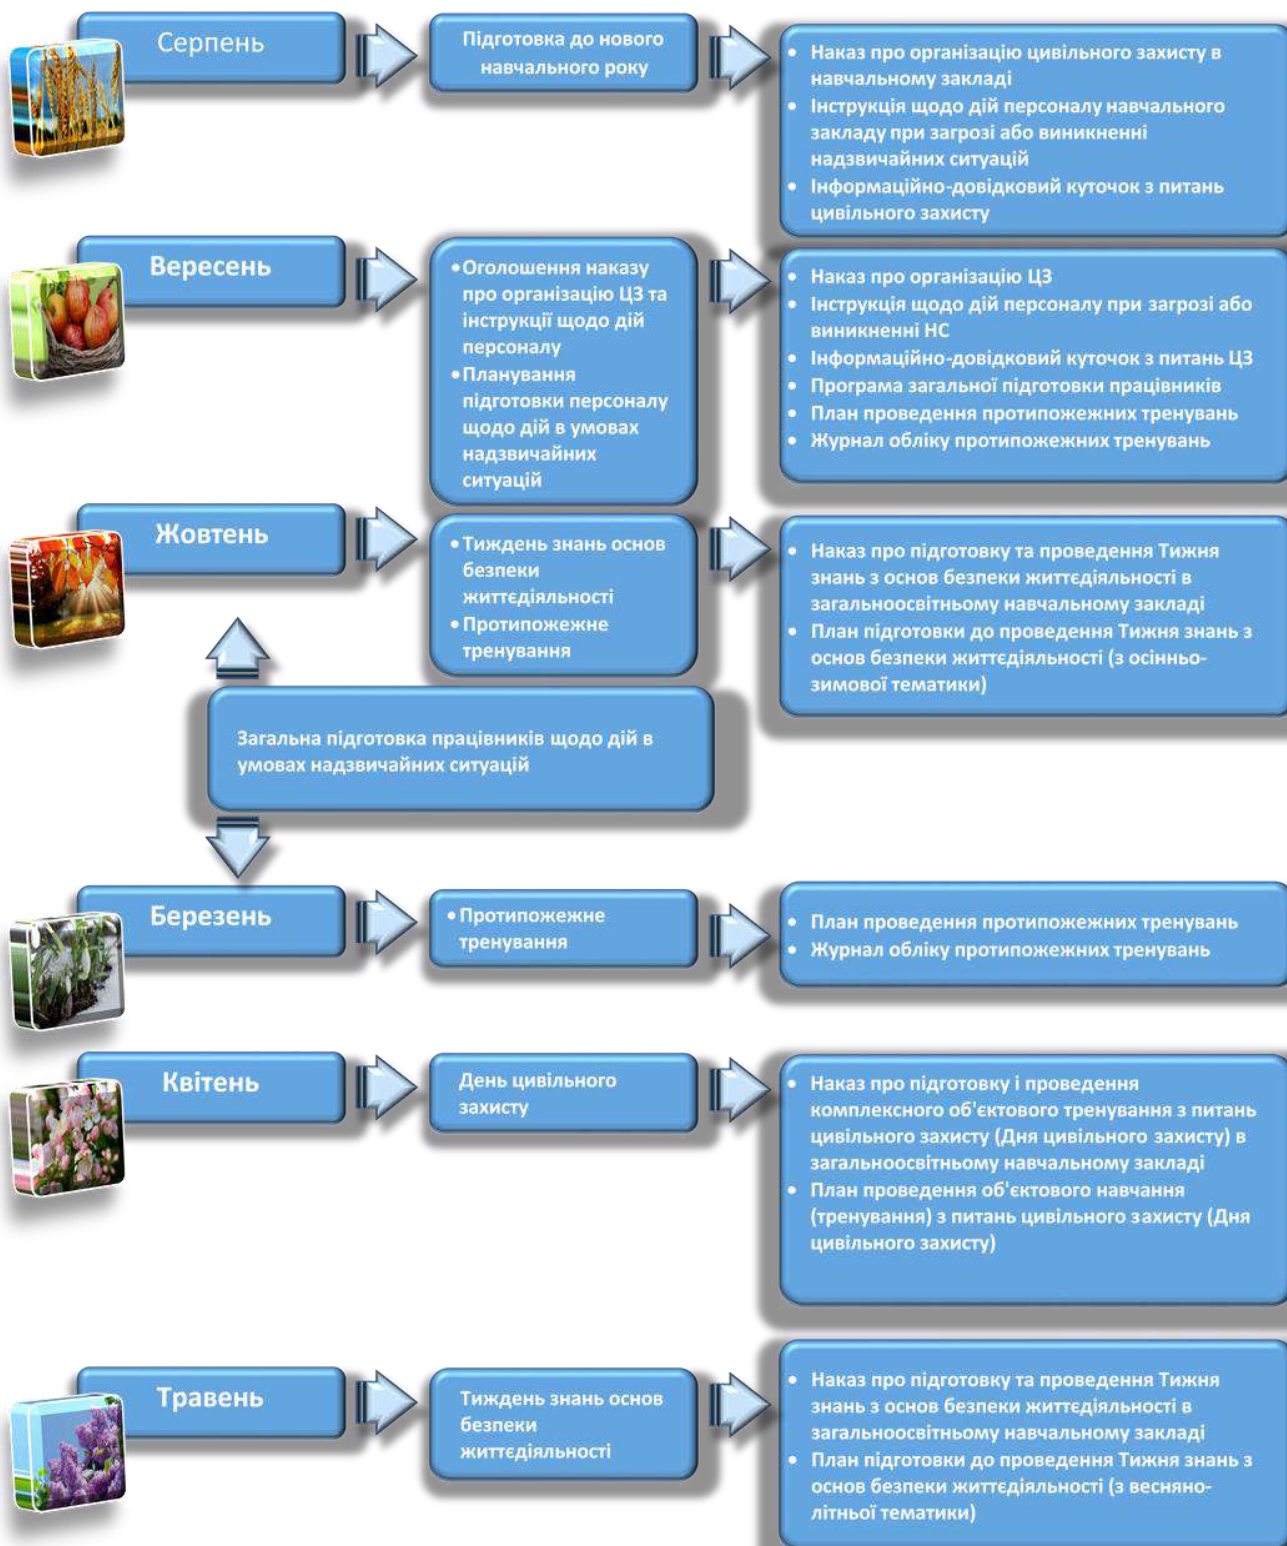 Серпень
Підготовка до нового
навчального року
• Наказ про організацію цивільного захисту в
навчальному закладі
• Інструкція щодо дій персоналу навчального
закладу при загрозі або виникненні
надзвичайних ситуацій
• Інформаційно-довідковий куточок з питань
цивільного захисту
Вересень
•Оголошення наказу
про організацію ЦЗ та
інструкції щодо дій
персоналу
•Планування
підготовки персоналу
щодо дій в умовах
надзвичайних
ситуацій
• Наказ про організацію ЦЗ
• Інструкція щодо дій персоналу при загрозі або
виникненні НС
• Інформаційно-довідковий куточок з питань ЦЗ
• Програма загальної підготовки працівників
• План проведення протипожежних тренувань
• Журнал обліку протипожежних тренувань
Жовтень
•Тиждень знань основ
безпеки
життєдіяльності
•Протипожежне
тренування
• Наказ про підготовку та проведення Тижня
знань з основ безпеки життєдіяльності в
загальноосвітньому навчальному закладі
• План підготовки до проведення Тижня знань з
основ безпеки життєдіяльності (з осінньо-
зимової тематики)
Загальна підготовка працівників щодо дій в
умовах надзвичайних ситуацій
Березень
•Протипожежне
тренування
• План проведення протипожежних тренувань
• Журнал обліку протипожежних тренувань
Квітень
День цивільного
захисту
• Наказ про підготовку і проведення
комплексного об'єктового тренування з питань
цивільного захисту (Дня цивільного захисту) в
загальноосвітньому навчальному закладі
• План проведення об'єктового навчання
(тренування) з питань цивільного захисту (Дня
цивільного захисту)
Травень
Тиждень знань основ
безпеки
життєдіяльності
• Наказ про підготовку та проведення Тижня
знань з основ безпеки життєдіяльності в
загальноосвітньому навчальному закладі
• План підготовки до проведення Тижня знань з
основ безпеки життєдіяльності (з весняно-
літньої тематики)